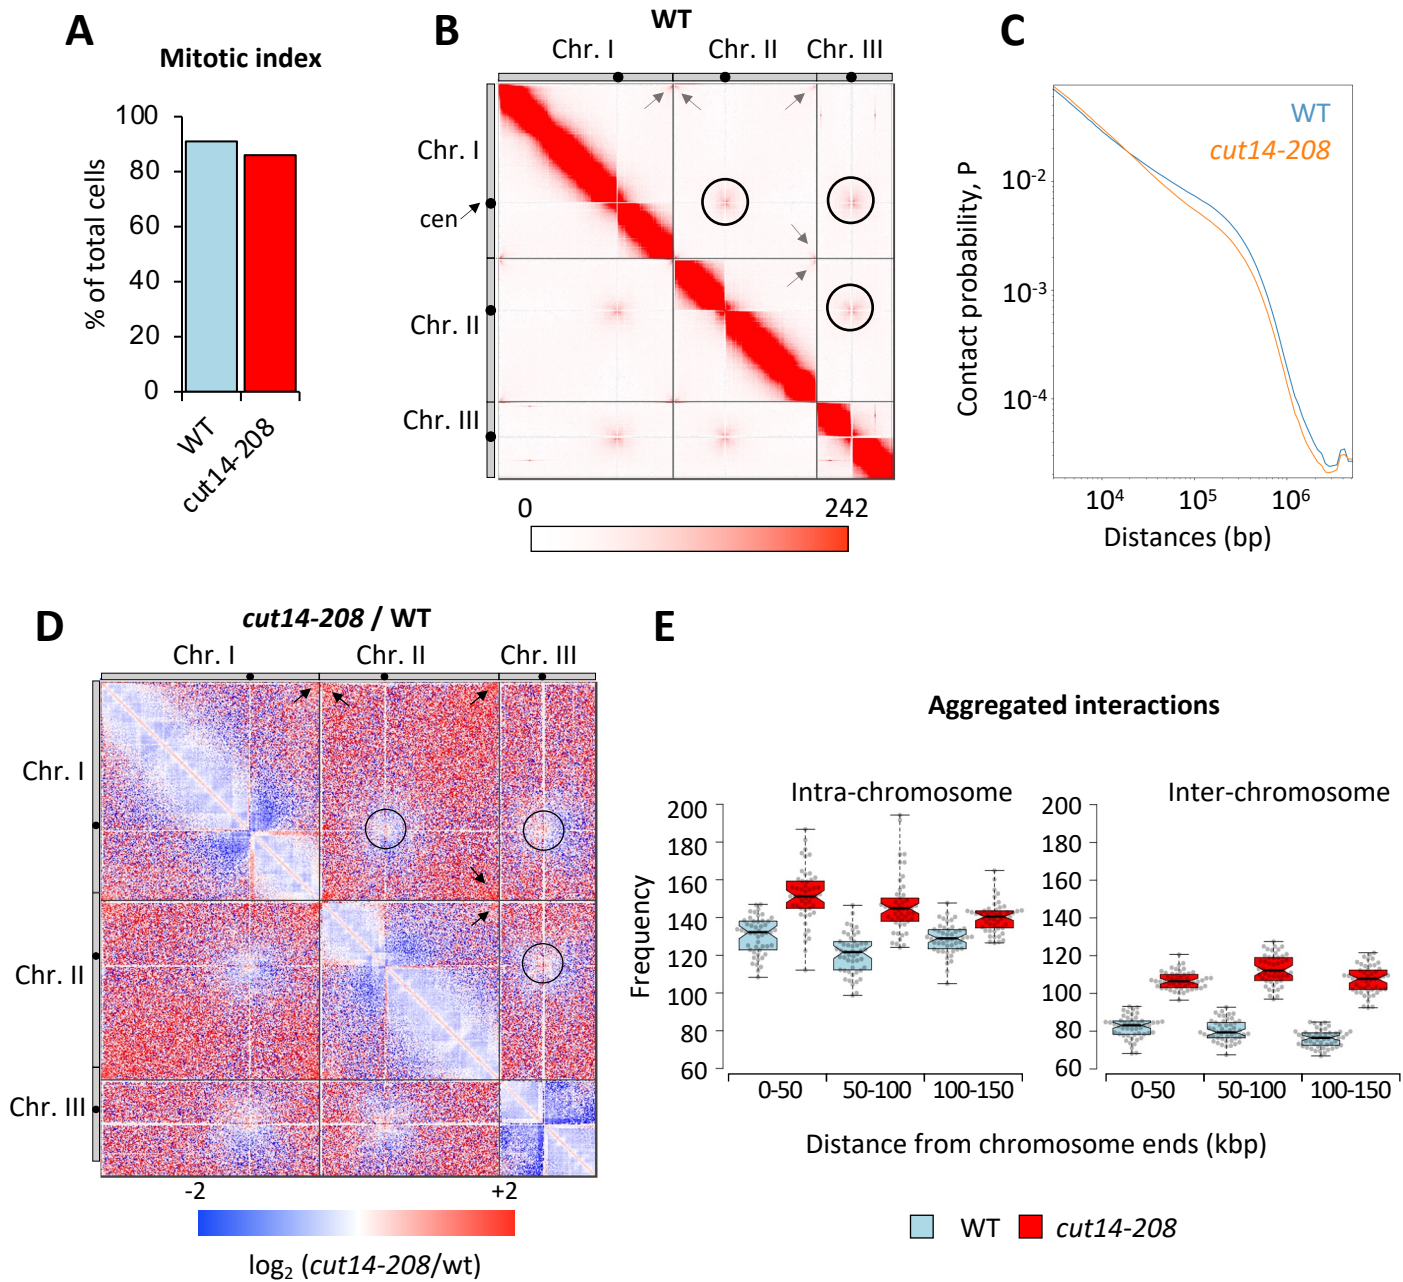 A
Mitotic index
% of total cells
100
80
60
40
20
0
WT
cut14-208
B
WT
Chr. I
Chr. II
Chr. III
Chr. I
cen
Chr. II
Chr. III
0
242
C
WT
cut14-208
Contact probability, P
10-2
10-3
10-4
10⁴
10⁵
10⁶
Distances (bp)
D
cut14-208 / WT
Chr. I
Chr. II
Chr. III
Chr. I
Chr. II
Chr. III
-2
+2
log₂ (cut14-208/wt)
E
Aggregated interactions
Intra-chromosome
Frequency
200
180
160
140
120
100
80
60
0-50
50-100
100-150
Inter-chromosome
200
180
160
140
120
100
80
60
0-50
50-100
100-150
Distance from chromosome ends (kbp)
WT
cut14-208